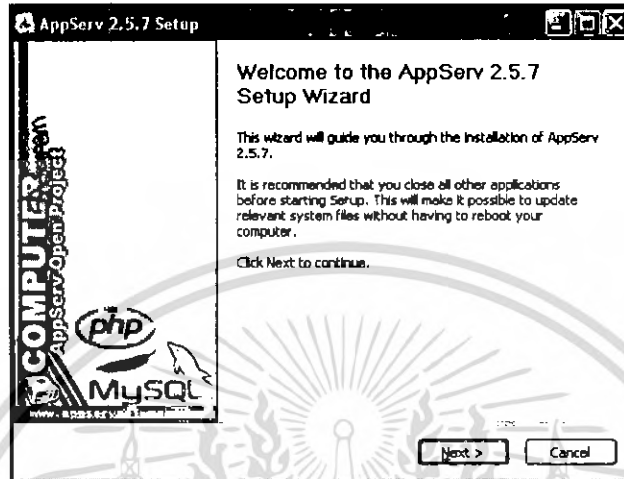 AppServ 2.5.7 Setup
Welcome to the AppServ 2.5.7
Setup Wizard
This wizard will guide you through the installation of AppServ
2.5.7.
It is recommended that you close all other applications
before starting Setup. This will make it possible to update
relevant system files without having to reboot your
computer.
Click Next to continue.
COMPUTER
AppServ Open Project
php
MySQL
Next >
Cancel